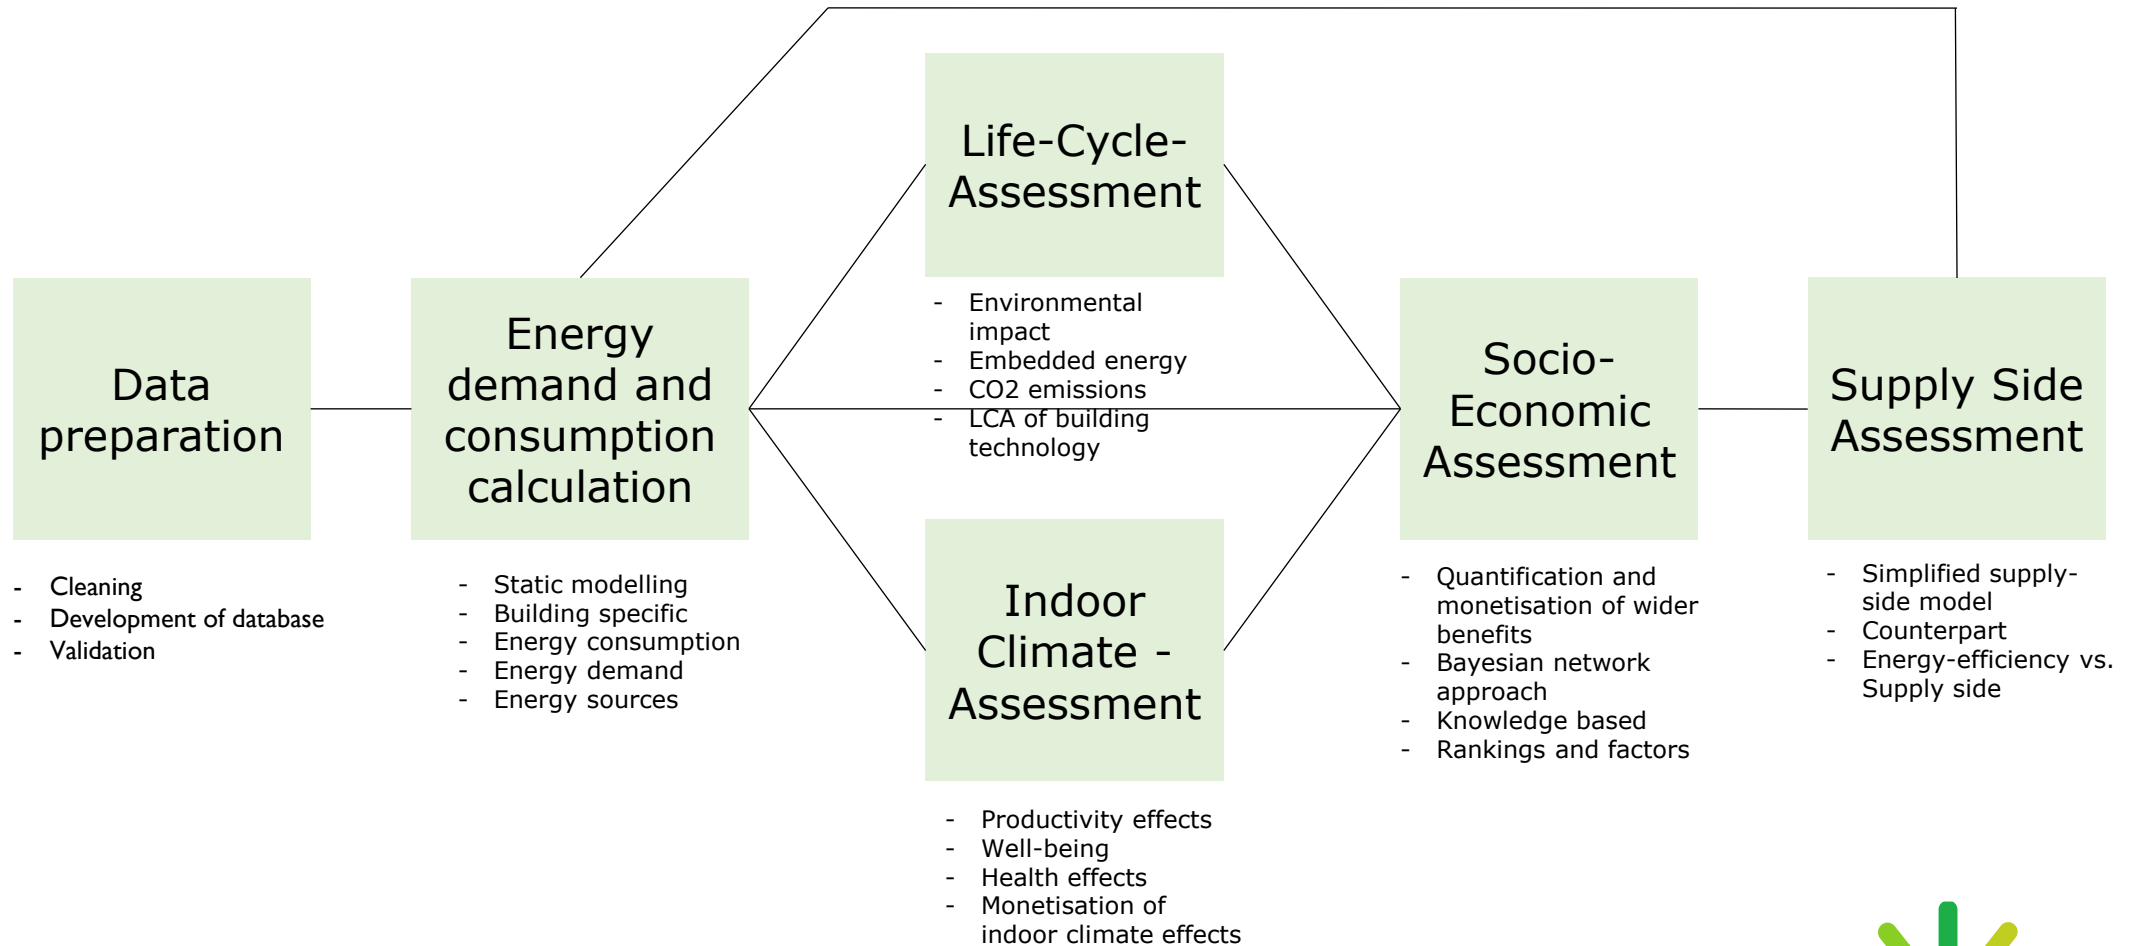 Data
preparation
- Cleaning
- Development of database
- Validation
Energy
demand and
consumption
calculation
- Static modelling
- Building specific
- Energy consumption
- Energy demand
- Energy sources
Life-Cycle-
Assessment
- Environmental
impact
- Embedded energy
- CO2 emissions
- LCA of building
technology
Indoor
Climate -
Assessment
- Productivity effects
- Well-being
- Health effects
- Monetisation of
indoor climate effects
Socio-
Economic
Assessment
- Quantification and
monetisation of wider
benefits
- Bayesian network
approach
- Knowledge based
- Rankings and factors
Supply Side
Assessment
- Simplified supply-
side model
- Counterpart
- Energy-efficiency vs.
Supply side